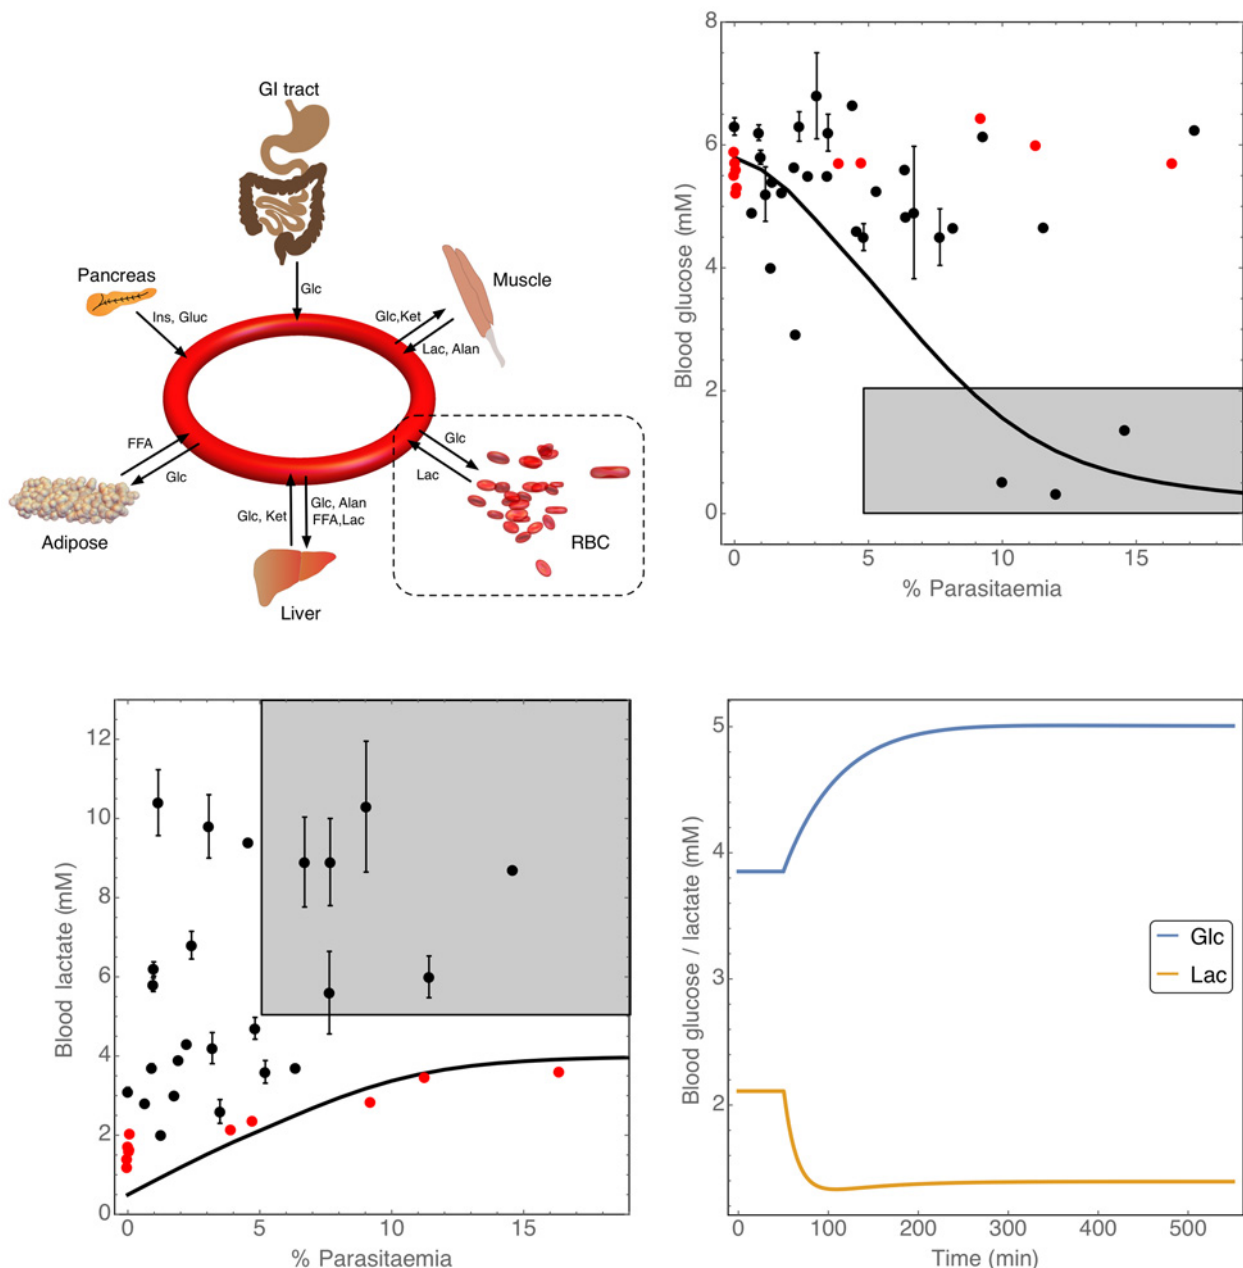 GI tract
Glc
Pancreas
Ins, Gluc
Muscle
Glc,Ket
Lac, Alan
FFA
Glc
Adipose
Glc
Lac
RBC
Glc, Ket
Glc, Alan
FFA,Lac
Liver
8
6
4
2
0
Blood glucose (mM)
0 5 10 15
% Parasitaemia
12
10
8
6
4
2
0
Blood lactate (mM)
0 5 10 15
% Parasitaemia
5
4
3
2
Blood glucose / lactate (mM)
Glc
Lac
0 100 200 300 400 500
Time (min)